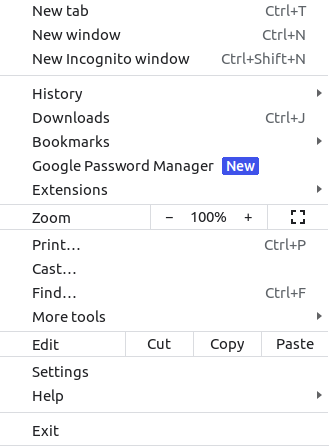 New tab Ctrl+T
New window Ctrl+N
New Incognito window Ctrl+Shift+N
History
Downloads Ctrl+J
Bookmarks
Google Password Manager New
Extensions
Zoom − 100% +
Print… Ctrl+P
Cast…
Find… Ctrl+F
More tools
Edit Cut Copy Paste
Settings
Help
Exit